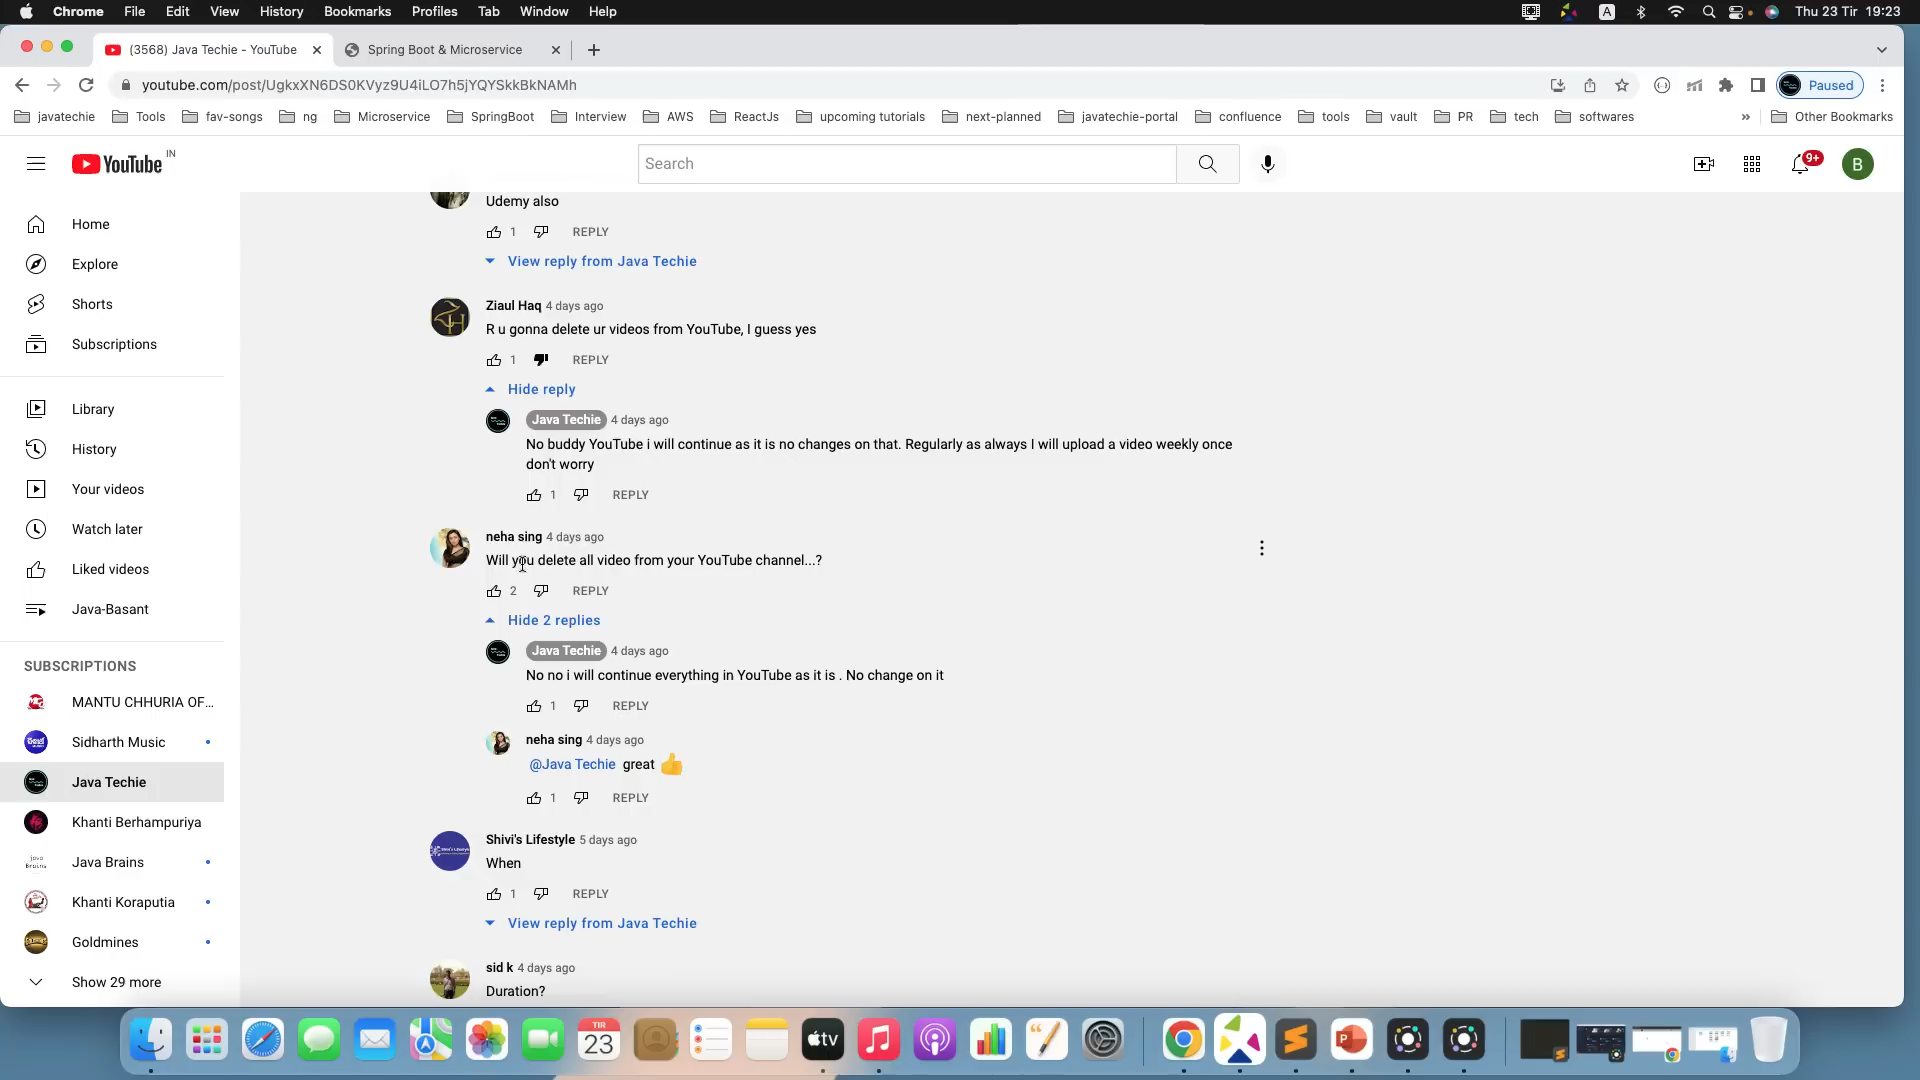 Chrome File Edit View History Bookmarks Profiles Tab Window Help A Thu 23 Tir 19:23
(3568) Java Techie - YouTube Spring Boot & Microservice
youtube.com/post/UgkxXN6DS0KVyz9U4iLO7h5jYQYSkkBkNAMh Paused
javatechie Tools fav-songs ng Microservice SpringBoot Interview AWS ReactJs upcoming tutorials next-planned javatechie-portal confluence tools vault PR tech softwares » Other Bookmarks
YouTube IN Search 9+ B
Home
Explore
Shorts
Subscriptions
Library
History
Your videos
Watch later
Liked videos
Java-Basant
SUBSCRIPTIONS
MANTU CHHURIA OF...
Sidharth Music
Java Techie
Khanti Berhampuriya
Java Brains
Khanti Koraputia
Goldmines
Show 29 more
Udemy also
1 REPLY
View reply from Java Techie
Ziaul Haq 4 days ago
R u gonna delete ur videos from YouTube, I guess yes
1 REPLY
Hide reply
Java Techie 4 days ago
No buddy YouTube i will continue as it is no changes on that. Regularly as always I will upload a video weekly once
don't worry
1 REPLY
neha sing 4 days ago
Will you delete all video from your YouTube channel...?
2 REPLY
Hide 2 replies
Java Techie 4 days ago
No no i will continue everything in YouTube as it is . No change on it
1 REPLY
neha sing 4 days ago
@Java Techie great 👍
1 REPLY
Shivi's Lifestyle 5 days ago
When
1 REPLY
View reply from Java Techie
sid k 4 days ago
Duration?
TIR
23
tv